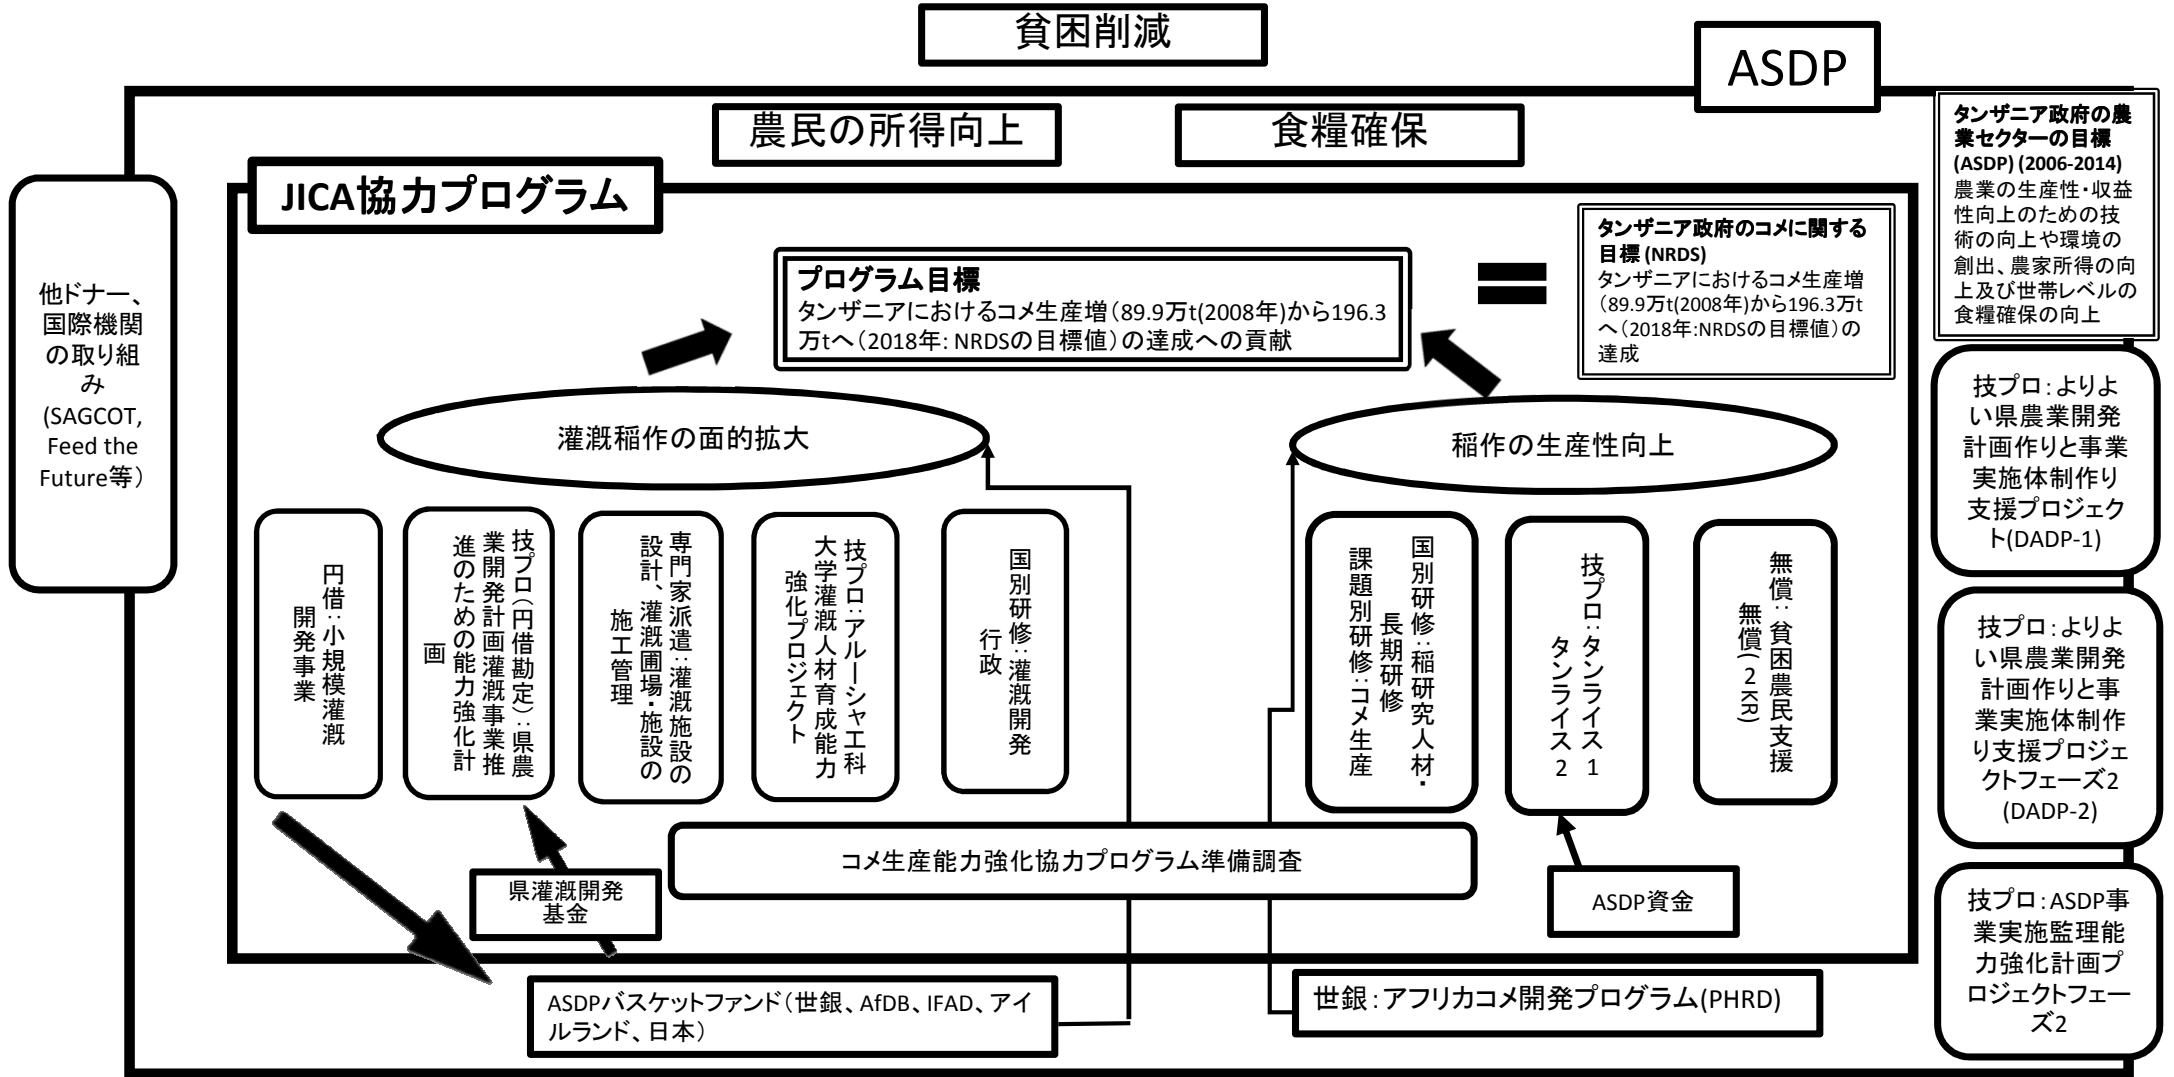 貧困削減
ASDP
農民の所得向上
食糧確保
タンザニア政府の農
業セクターの目標
(ASDP) (2006-2014)
農業の生産性・収益
性向上のための技
術の向上や環境の
創出、農家所得の向
上及び世帯レベルの
食糧確保の向上
JICA協力プログラム
他ドナー、
国際機関
の取り組
み
(SAGCOT,
Feed the
Future等)
プログラム目標
タンザニアにおけるコメ生産増(89.9万t(2008年)から196.3
万tへ(2018年: NRDSの目標値)の達成への貢献
タンザニア政府のコメに関する
目標 (NRDS)
タンザニアにおけるコメ生産増
(89.9万t(2008年)から196.3万t
へ(2018年:NRDSの目標値)の
達成
灌漑稲作の面的拡大
稲作の生産性向上
技プロ:よりよ
い県農業開発
計画作りと事業
実施体制作り
支援プロジェク
ト(DADP-1)
円借:小規模灌漑
開発事業
技プロ(円借勘定):県農
業開発計画灌漑事業推
進のための能力強化計
画
専門家派遣:灌漑施設の
設計、灌漑圃場・施設の
施工管理
技プロ:アルーシャ工科
大学灌漑人材育成能力
強化プロジェクト
国別研修:灌漑開発
行政
国別研修:稲研究人材・
長期研修
課題別研修:コメ生産
技プロ:タンライス1
タンライス2
無償:貧困農民支援
無償(2KR)
技プロ:よりよ
い県農業開発
計画作りと事
業実施体制作
り支援プロジェ
クトフェーズ2
(DADP-2)
コメ生産能力強化協力プログラム準備調査
県灌漑開発
基金
ASDP資金
技プロ:ASDP事
業実施監理能
力強化計画プ
ロジェクトフェー
ズ2
ASDPバスケットファンド(世銀、AfDB、IFAD、アイ
ルランド、日本)
世銀:アフリカコメ開発プログラム(PHRD)